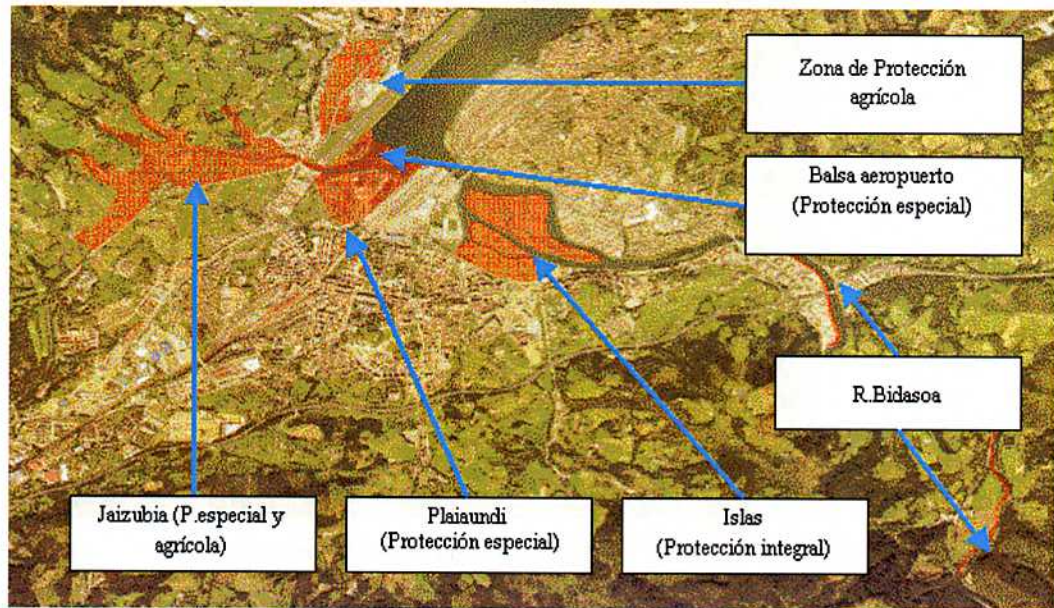 Zona de Protección
agrícola
Balsa aeropuerto
(Protección especial)
R.Bidasoa
Jaizubia (P.especial y
agrícola)
Plaiaundi
(Protección especial)
Islas
(Protección integral)